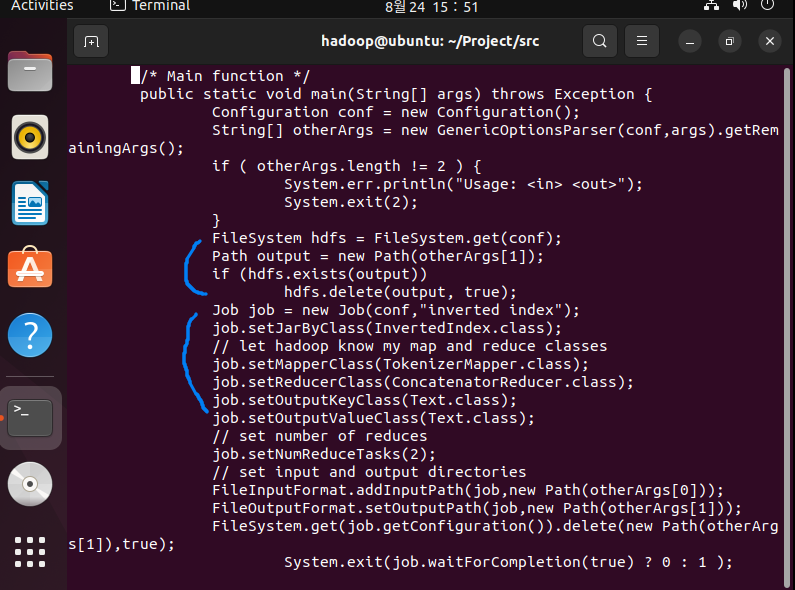 Activities
Terminal
8월 24 15 : 51
hadoop@ubuntu: ~/Project/src
/* Main function */
public static void main(String[] args) throws Exception {
Configuration conf = new Configuration();
String[] otherArgs = new GenericOptionsParser(conf,args).getRem
ainingArgs();
if ( otherArgs.length != 2 ) {
System.err.println("Usage: <in> <out>");
System.exit(2);
}
FileSystem hdfs = FileSystem.get(conf);
Path output = new Path(otherArgs[1]);
if (hdfs.exists(output))
hdfs.delete(output, true);
Job job = new Job(conf,"inverted index");
job.setJarByClass(InvertedIndex.class);
// let hadoop know my map and reduce classes
job.setMapperClass(TokenizerMapper.class);
job.setReducerClass(ConcatenatorReducer.class);
job.setOutputKeyClass(Text.class);
job.setOutputValueClass(Text.class);
// set number of reduces
job.setNumReduceTasks(2);
// set input and output directories
FileInputFormat.addInputPath(job,new Path(otherArgs[0]));
FileOutputFormat.setOutputPath(job,new Path(otherArgs[1]));
FileSystem.get(job.getConfiguration()).delete(new Path(otherArg
s[1]),true);
System.exit(job.waitForCompletion(true) ? 0 : 1 );